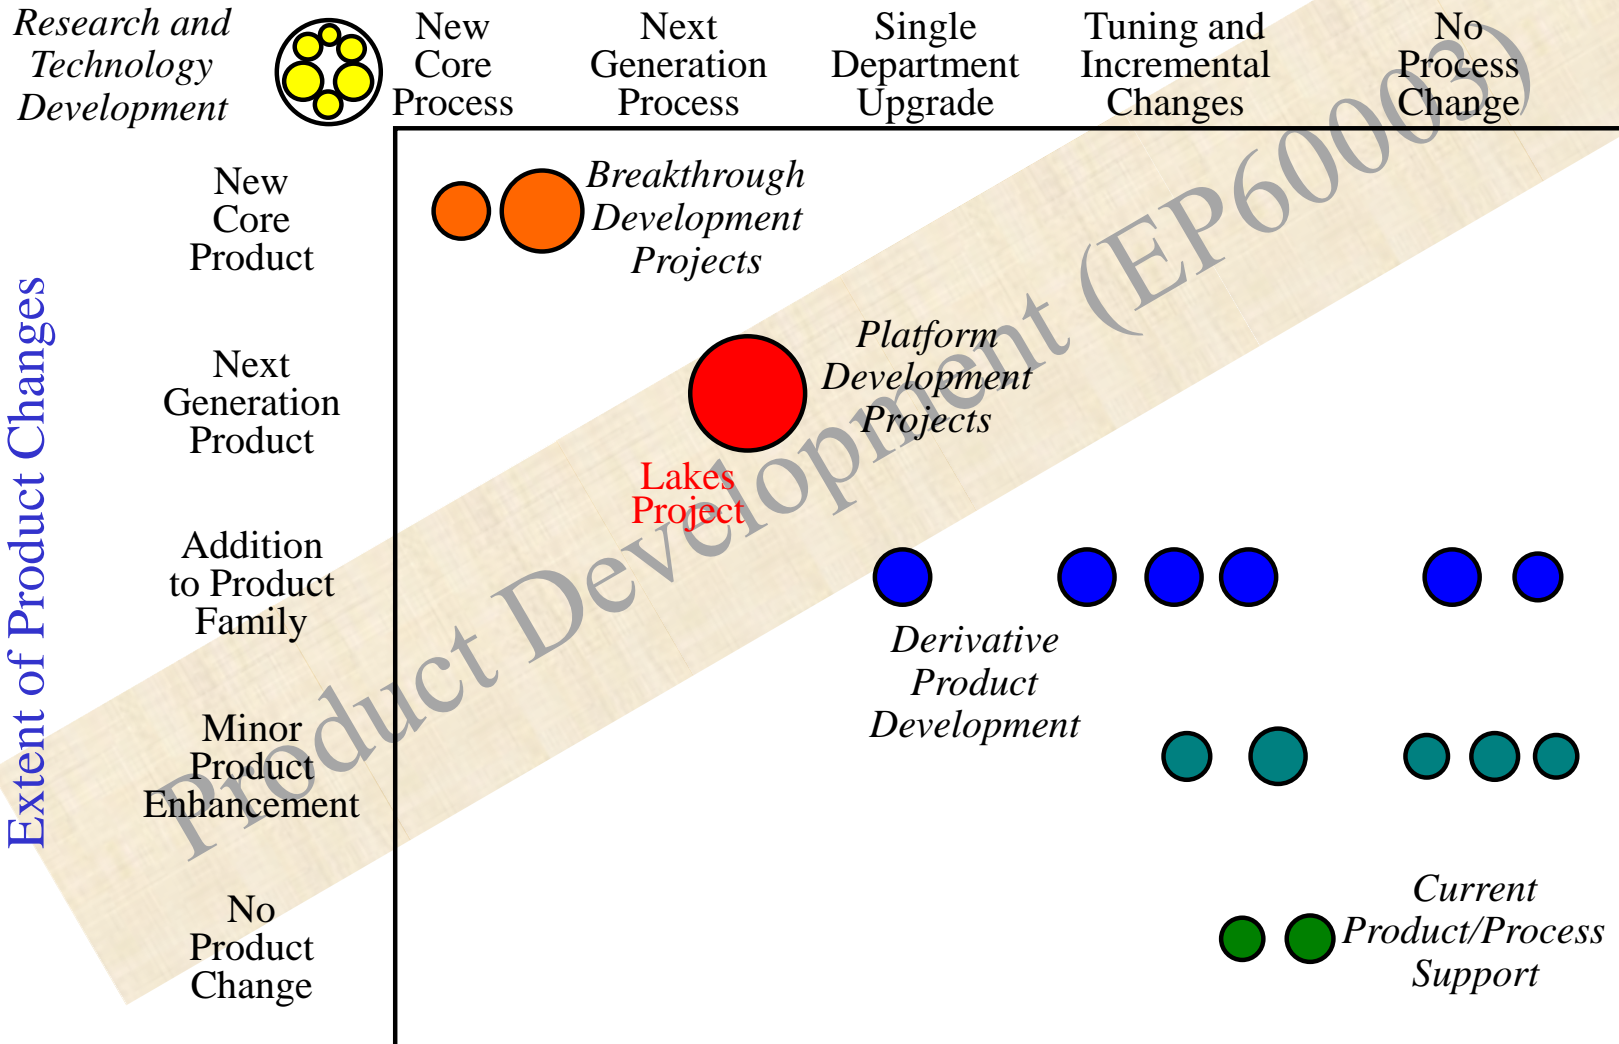 Research and
Technology
Development
New
Core
Process
Next
Generation
Process
Single
Department
Upgrade
Tuning and
Incremental
Changes
No
Process
Change
Extent of Product Changes
New
Core
Product
Breakthrough
Development
Projects
Next
Generation
Product
Platform
Development
Projects
Lakes
Project
Addition
to Product
Family
Derivative
Product
Development
Minor
Product
Enhancement
No
Product
Change
Current
Product/Process
Support
Product Development (EP60003)